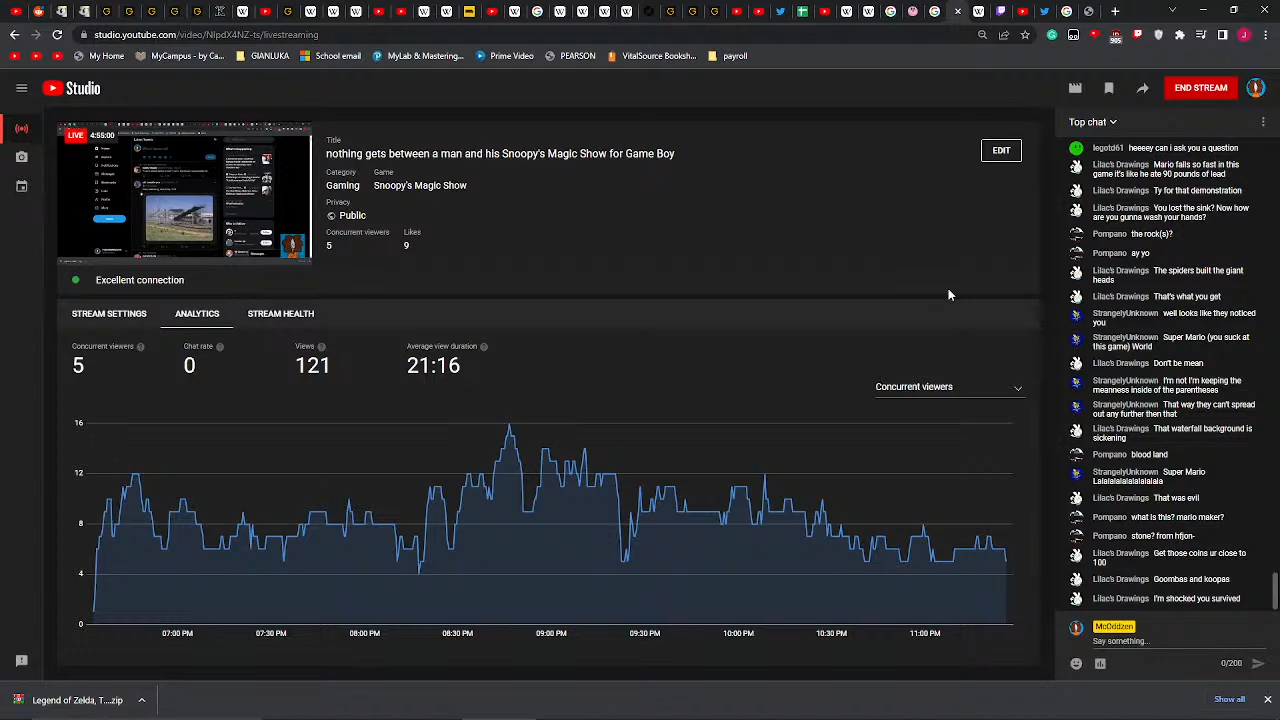 studio.youtube.com/video/NIpdX4NZ-ts/livestreaming
505
J
My Home
MyCampus - by Ca...
GIANLUKA
School email
MyLab & Mastering...
Prime Video
PEARSON
VitalSource Booksh...
payroll
Studio
END STREAM
LIVE 4:55:00
Title
nothing gets between a man and his Snoopy's Magic Show for Game Boy
EDIT
Category
Game
Gaming
Snoopy's Magic Show
Privacy
Public
Concurrent viewers
Likes
5
9
Excellent connection
STREAM SETTINGS
ANALYTICS
STREAM HEALTH
Concurrent viewers
Chat rate
Views
Average view duration
5
0
121
21:16
Concurrent viewers
16
12
8
4
0
07:00 PM
07:30 PM
08:00 PM
08:30 PM
09:00 PM
09:30 PM
10:00 PM
10:30 PM
11:00 PM
Top chat
legotd161 heeey can i ask you a question
Lilac's Drawings Mario falls so fast in this
game it's like ee 90 pounds of lead
Lilac's Drawings Ty for that demonstration
Lilac's Drawings You lost the sink? Now how
are you gunna wash your hands?
Pompano the rock(s)?
Pompano ay yo
Lilac's Drawings The spiders built the giant
heads
Lilac's Drawings That's what you get
StrangelyUnknown well looks like they noticed
you
StrangelyUnknown Super Mario (you suck at
this game) World
Lilac's Drawings Don't be mean
StrangelyUnknown I'm not I'm keeping the
meanness inside of the parentheses
StrangelyUnknown That way they can't spread
out any further then that
Lilac's Drawings That waterfall background is
sickening
Pompano blood land
StrangelyUnknown Super Mario
Lalalalalalalalala
Lilac's Drawings That was evil
Pompano what is this? mario maker?
Pompano stone? from hfjon-
Lilac's Drawings Get those coins ur close to
100
Lilac's Drawings Goombas and koopas
Lilac's Drawings I'm shocked you survived
McOddzen
Say something...
0/200
Legend of Zelda, T....zip
Show all